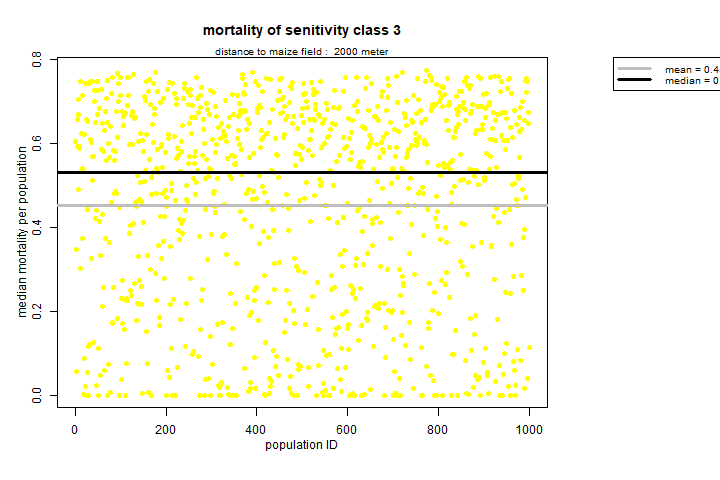 mortality of senitivity class 3
distance to maize field : 2000 meter
median mortality per population
0.8
0.6
0.4
0.2
0.0
0 200 400 600 800 1000
population ID
mean = 0.4
median = 0